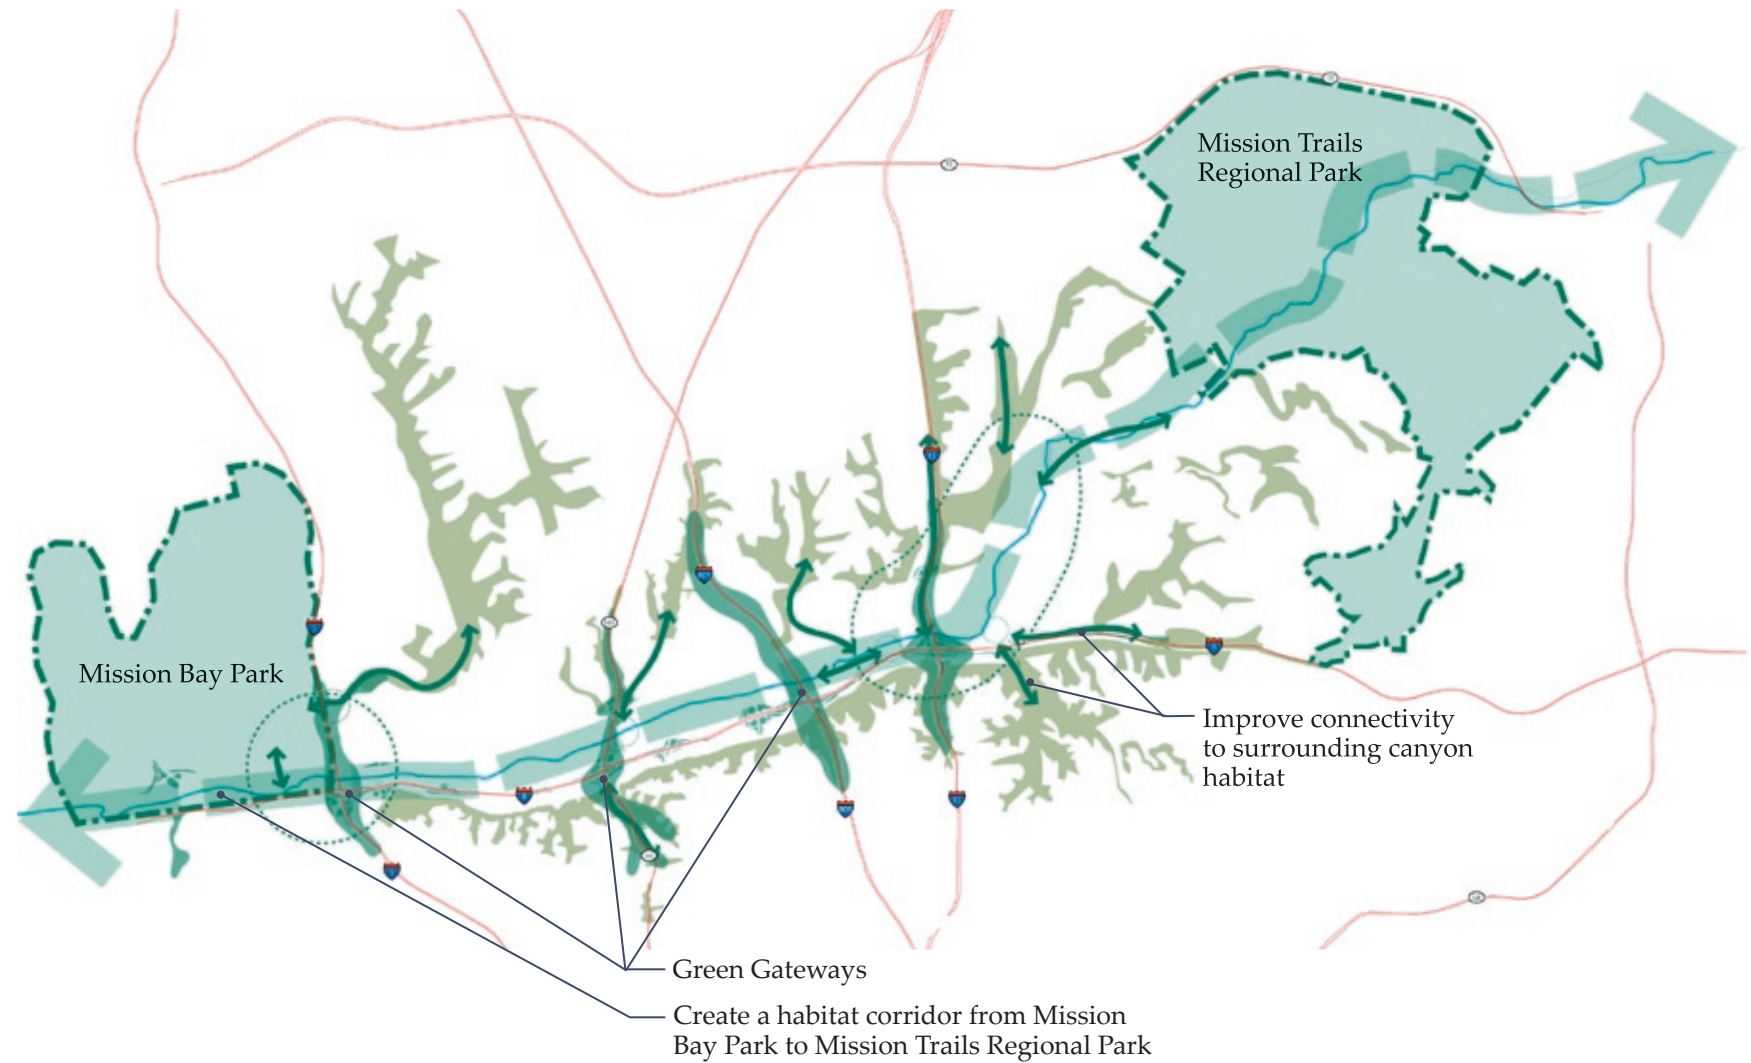 Mission Trails
Regional Park
Mission Bay Park
Improve connectivity
to surrounding canyon
habitat
Green Gateways
Create a habitat corridor from Mission
Bay Park to Mission Trails Regional Park